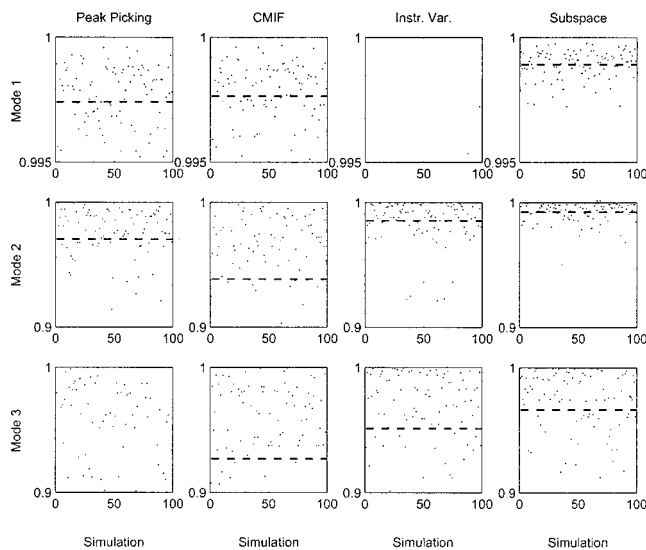 Peak Picking CMIF Instr. Var. Subspace
Mode 1
1 1 1 1
0.995 0.995 0.995 0.995
0 50 100 0 50 100 0 50 100 0 50 100
Mode 2
1 1 1 1
0.9 0.9 0.9 0.9
0 50 100 0 50 100 0 50 100 0 50 100
Mode 3
1 1 1 1
0.9 0.9 0.9 0.9
0 50 100 0 50 100 0 50 100 0 50 100
Simulation Simulation Simulation Simulation